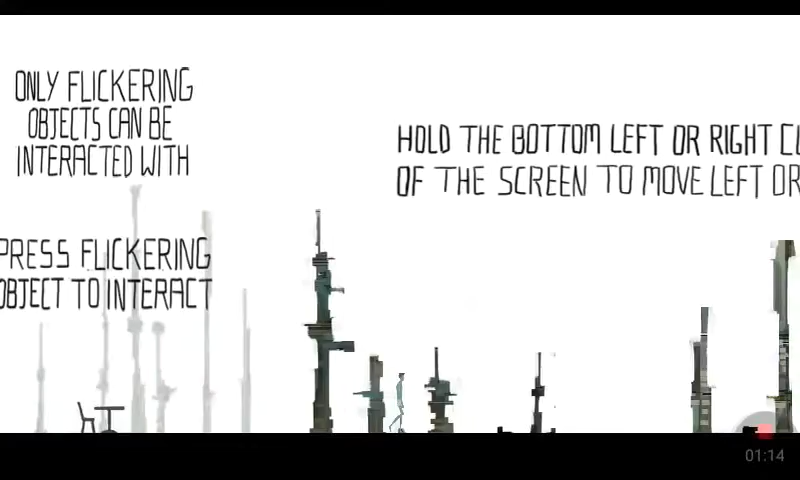 ONLY FLICKERING
OBJECTS CAN BE
INTERACTED WITH
PRESS FLICKERING
OBJECT TO INTERACT
HOLD THE BOTTOM LEFT OR RIGHT
OF THE SCREEN TO MOVE LEFT OR
01:14